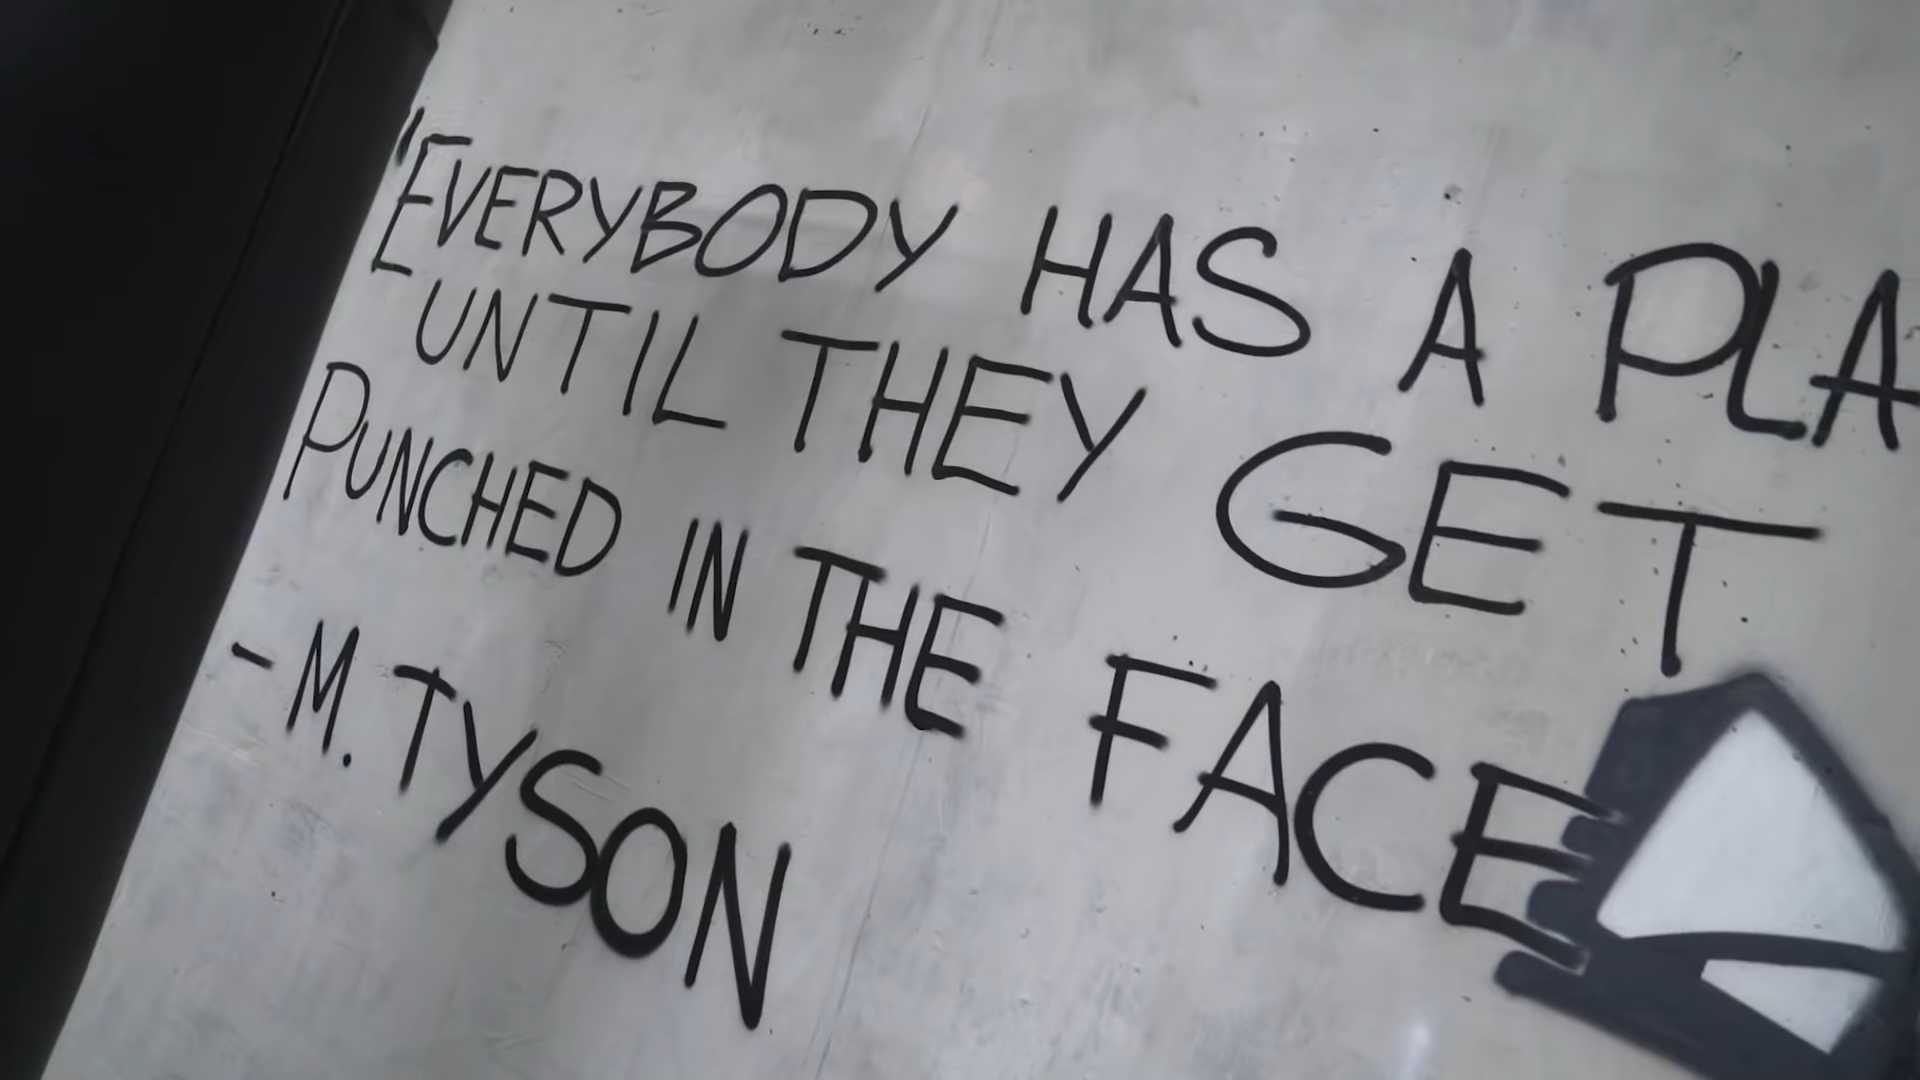 'EVERYBODY HAS A PLA
UNTIL THEY GET
PUNCHED IN THE FACE
- M. TYSON